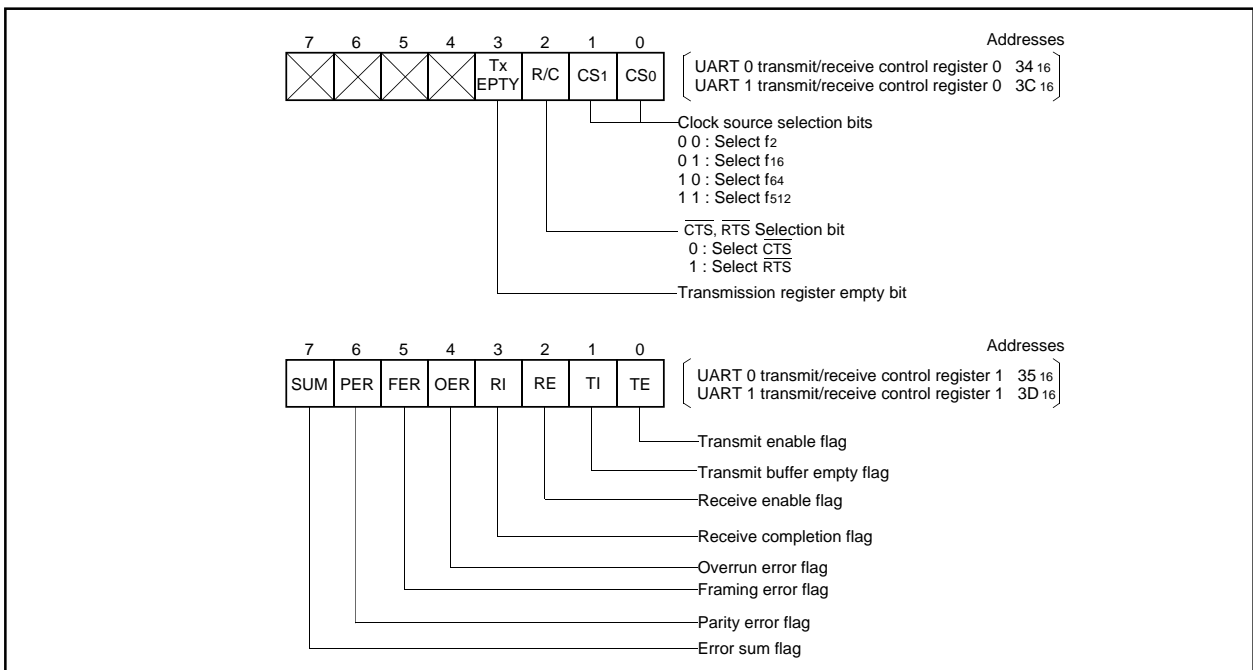 7 6 5 4 3 2 1 0 Addresses
Tx EPTY R/C CS1 CS0
UART 0 transmit/receive control register 0 34 16
UART 1 transmit/receive control register 0 3C 16
Clock source selection bits
0 0 : Select f2
0 1 : Select f16
1 0 : Select f64
1 1 : Select f512
CTS, RTS Selection bit
0 : Select CTS
1 : Select RTS
Transmission register empty bit
7 6 5 4 3 2 1 0 Addresses
SUM PER FER OER RI RE TI TE
UART 0 transmit/receive control register 1 35 16
UART 1 transmit/receive control register 1 3D 16
Transmit enable flag
Transmit buffer empty flag
Receive enable flag
Receive completion flag
Overrun error flag
Framing error flag
Parity error flag
Error sum flag